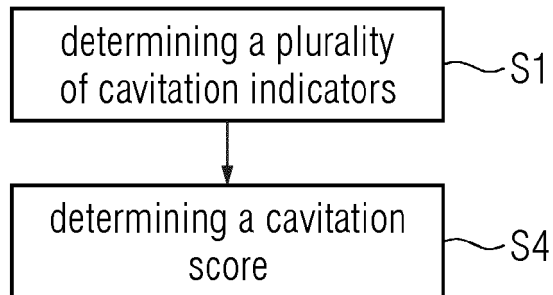 determining a plurality
of cavitation indicators
S1
determining a cavitation
score
S4